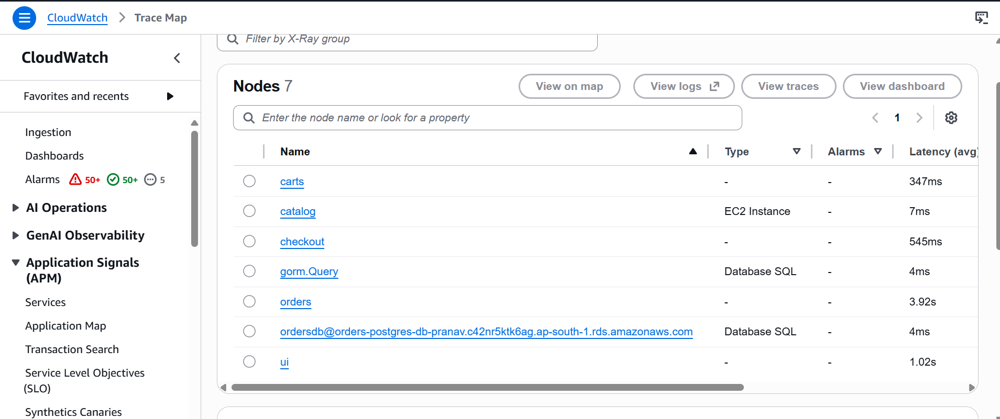 CloudWatch > Trace Map
Filter by X-Ray group
CloudWatch
Favorites and recents
Ingestion
Dashboards
Alarms 50+ 50+ 5
AI Operations
GenAI Observability
Application Signals
(APM)
Services
Application Map
Transaction Search
Service Level Objectives
(SLO)
Synthetics Canaries
Nodes 7
View on map View logs View traces View dashboard
Enter the node name or look for a property
1
Name Type Alarms Latency (avg)
carts - - 347ms
catalog EC2 Instance - 7ms
checkout - - 545ms
gorm.Query Database SQL - 4ms
orders - - 3.92s
ordersdb@orders-postgres-db-pranav.c42nr5ktk6ag.ap-south-1.rds.amazonaws.com Database SQL - 4ms
ui - - 1.02s